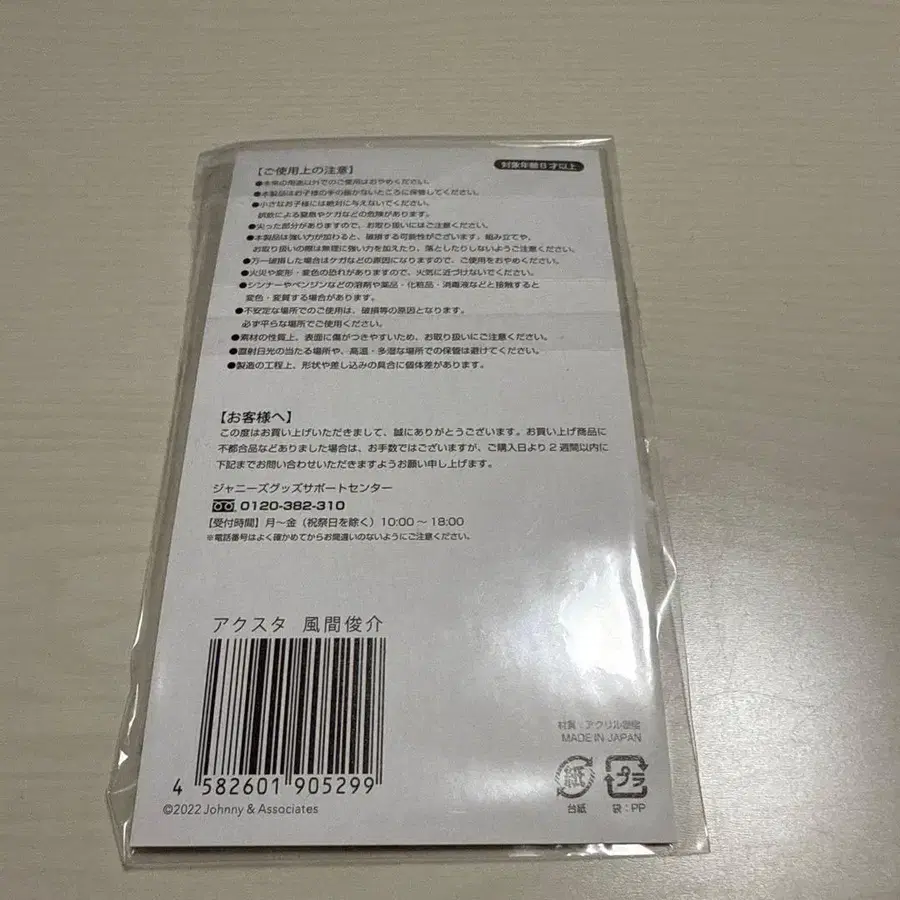 対象年齢6才以上
【ご使用上の注意】
●本来の用途以外でのご使用はおやめください。
●本製品はお子様の手の届かないところに保管してください。
●小さなお子様には絶対に与えないでください。
誤飲による窒息やケガなどの危険があります。
●尖った部分がありますので、お取り扱いにはご注意ください。
●本製品は強い力が加わると、破損する可能性がございます。組み立てや、
お取り扱いの際は無理に強い力を加えたり、落としたりしないようご注意ください。
●万一破損した場合はケガなどの原因になりますので、ご使用をおやめください。
●火災や変形・変色の恐れがありますので、火気に近づけないでください。
●シンナーやベンジンなどの溶剤や薬品・化粧品・消毒液などと接触すると
変色・変質する場合があります。
●不安定な場所でのご使用は、破損等の原因となります。
必ず平らな場所でご使用ください。
●素材の性質上、表面に傷がつきやすいため、お取り扱いにご注意ください。
●直射日光の当たる場所や、高温・多湿な場所での保管は避けてください。
●製造の工程上、形状や差し込みの具合に個体差があります。
【お客様へ】
この度はお買い上げいただきまして、誠にありがとうございます。お買い上げ商品に
不都合品などありました場合は、お手数ではございますが、ご購入日より2週間以内に
下記までお問い合わせいただきますようお願い申し上げます。
ジャニーズグッズサポートセンター
0120-382-310
【受付時間】月〜金（祝祭日を除く）10:00〜18:00
※電話番号はよく確かめてからお間違いのないようにご注意ください。
アクスタ 風間俊介
4 582601 905299
©2022 Johnny & Associates
材質：アクリル樹脂
MADE IN JAPAN
紙
プラ
台紙
袋：PP